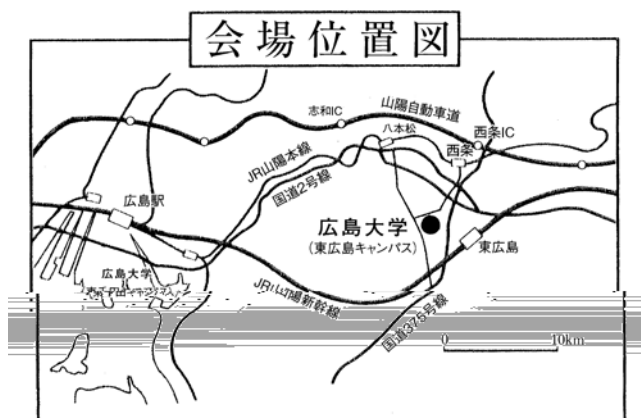 会場位置図
志和IC
山陽自動車道
八本松
西条IC
西条
JR山陽本線
国道2号線
広島駅
広島大学
(東広島キャンパス)
東広島
広島大学
JR山陽新幹線
国道375号線
0
10km